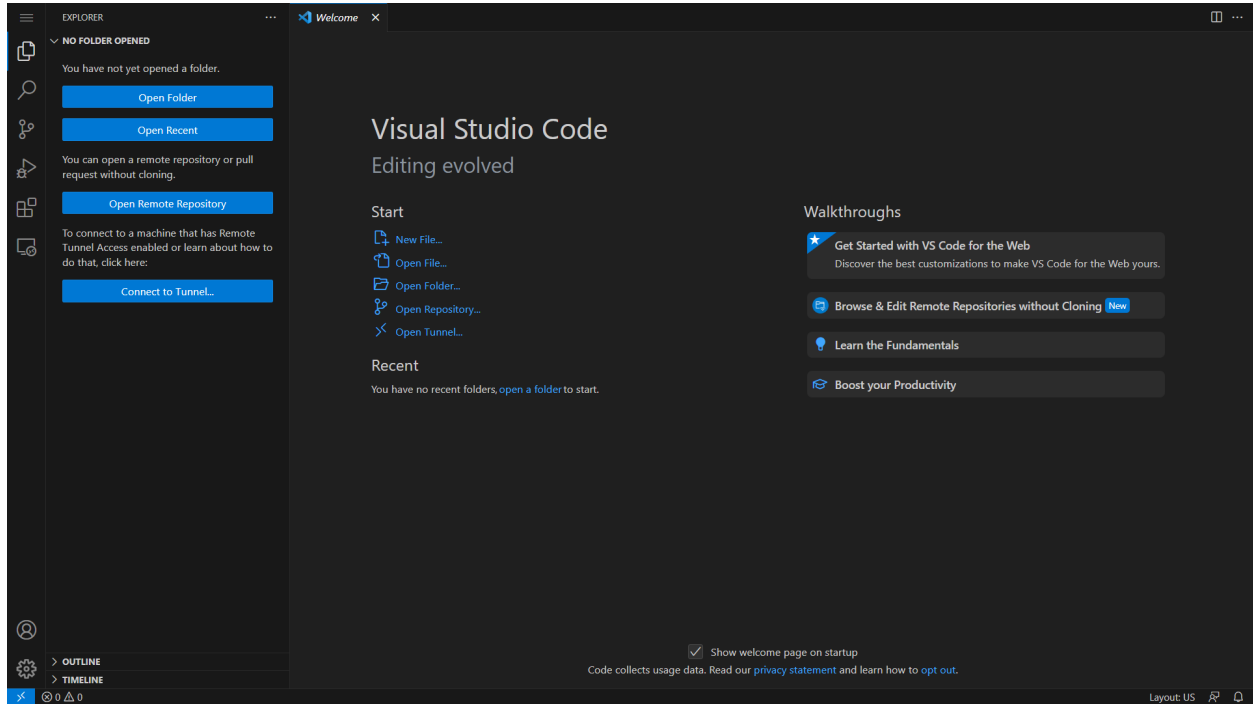 EXPLORER
NO FOLDER OPENED
You have not yet opened a folder.
Open Folder
Open Recent
You can open a remote repository or pull
request without cloning.
Open Remote Repository
To connect to a machine that has Remote
Tunnel Access enabled or learn about how to
do that, click here:
Connect to Tunnel...
OUTLINE
TIMELINE
Welcome
Visual Studio Code
Editing evolved
Start
New File...
Open File...
Open Folder...
Open Repository...
Open Tunnel...
Recent
You have no recent folders, open a folder to start.
Walkthroughs
Get Started with VS Code for the Web
Discover the best customizations to make VS Code for the Web yours.
Browse & Edit Remote Repositories without Cloning New
Learn the Fundamentals
Boost your Productivity
Show welcome page on startup
Code collects usage data. Read our privacy statement and learn how to opt out.
0 0
Layout: US